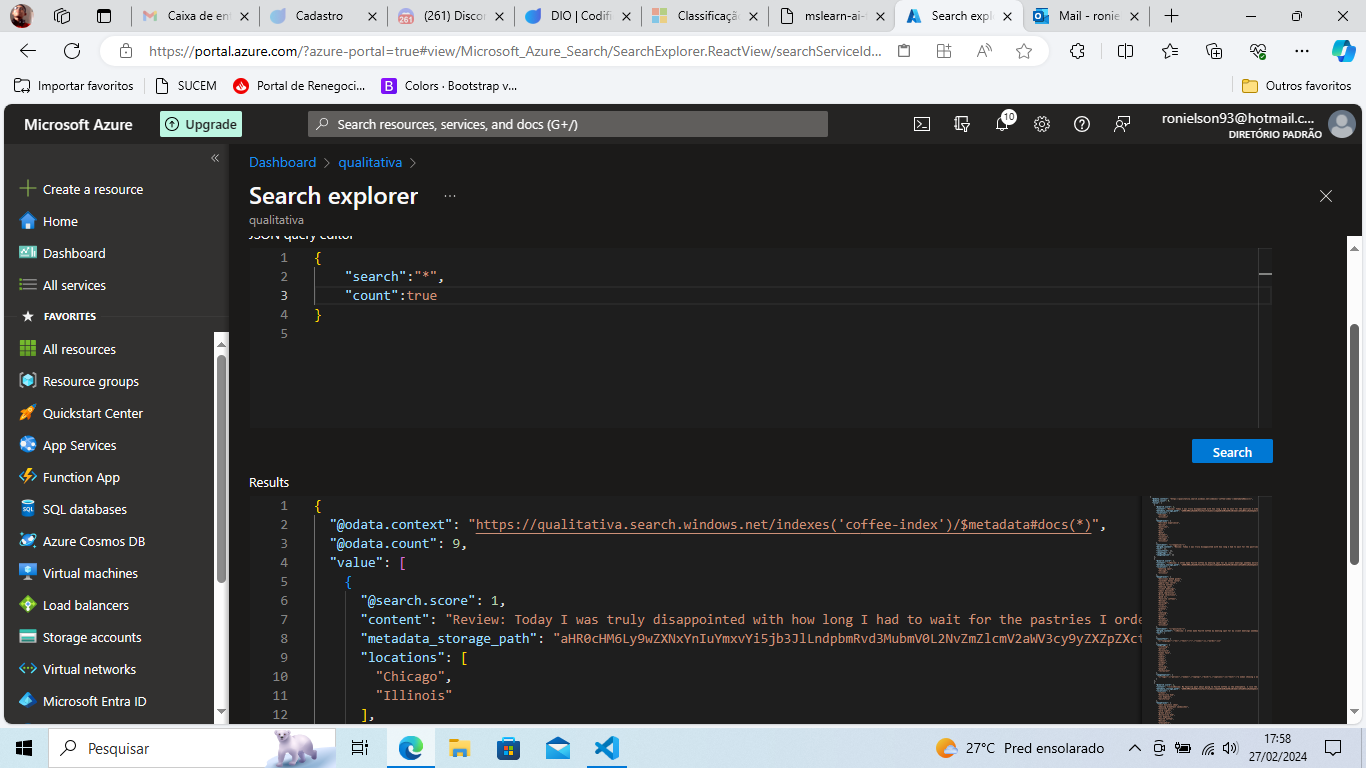 Caixa de en
Cadastro
(261) Discor
DIO | Codifi
Classificaçã
mslearn-ai-
Search expl
Mail - ronie
https://portal.azure.com/?azure-portal=true#view/Microsoft_Azure_Search/SearchExplorer.ReactView/searchServiceId...
Importar favoritos
SUCEM
Portal de Renegoci...
Colors · Bootstrap v...
Outros favoritos
Microsoft Azure
Upgrade
Search resources, services, and docs (G+/)
10
ronielson93@hotmail.c...
DIRETÓRIO PADRÃO
Create a resource
Home
Dashboard
All services
FAVORITES
All resources
Resource groups
Quickstart Center
App Services
Function App
SQL databases
Azure Cosmos DB
Virtual machines
Load balancers
Storage accounts
Virtual networks
Microsoft Entra ID
Dashboard > qualitativa >
Search explorer ...
qualitativa
JSON query editor
1 {
2 "search":"*",
3 "count":true
4 }
5
Search
Results
1 {
2 "@odata.context": "https://qualitativa.search.windows.net/indexes('coffee-index')/$metadata#docs(*)",
3 "@odata.count": 9,
4 "value": [
5 {
6 "@search.score": 1,
7 "content": "Review: Today I was truly disappointed with how long I had to wait for the pastries I orde
8 "metadata_storage_path":
9 "locations": [
10 "Chicago",
11 "Illinois"
12 ],
Pesquisar
27°C Pred ensolarado
17:58
27/02/2024